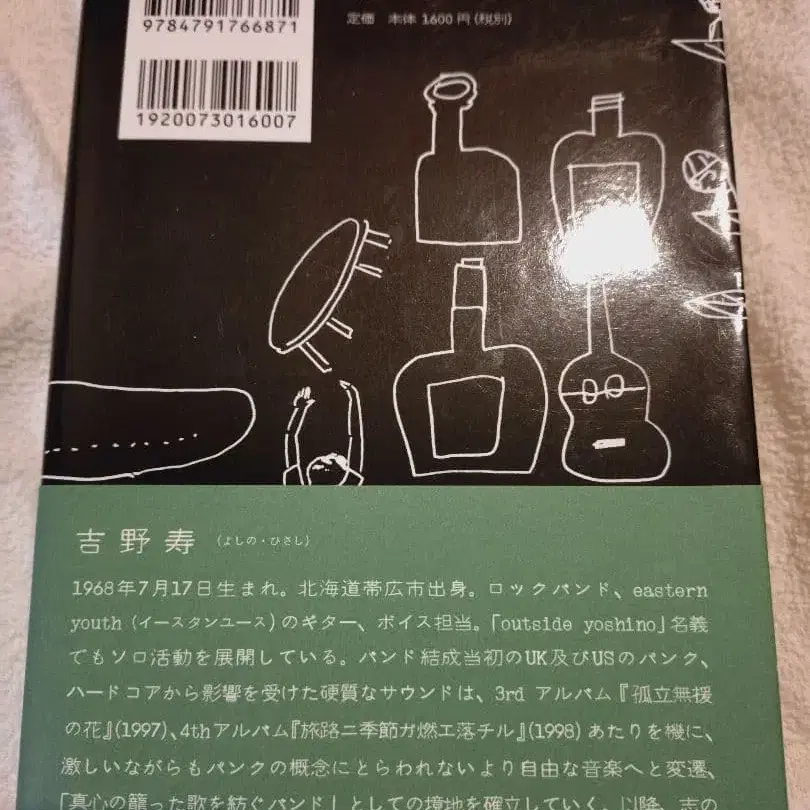 9784791766871
定価 本体1600円(税別)
1920073016007
吉野寿 (よしの・ひさし)
1968年7月17日生まれ。北海道帯広市出身。ロックバンド、eastern
youth (イースタンユース)のギター、ボイス担当。「outside yoshino」名義
でもソロ活動を展開している。バンド結成当初のUK及びUSのパンク、
ハードコアから影響を受けた硬質なサウンドは、3rd アルバム『孤立無援
の花』(1997)、4thアルバム『旅路ニ季節ガ燃エ落チル』(1998) あたりを機に、
激しいながらもパンクの概念にとらわれないより自由な音楽へと変遷、
「真心の籠った歌を紡ぐバンド」としての境地を確立していく。以降、志の